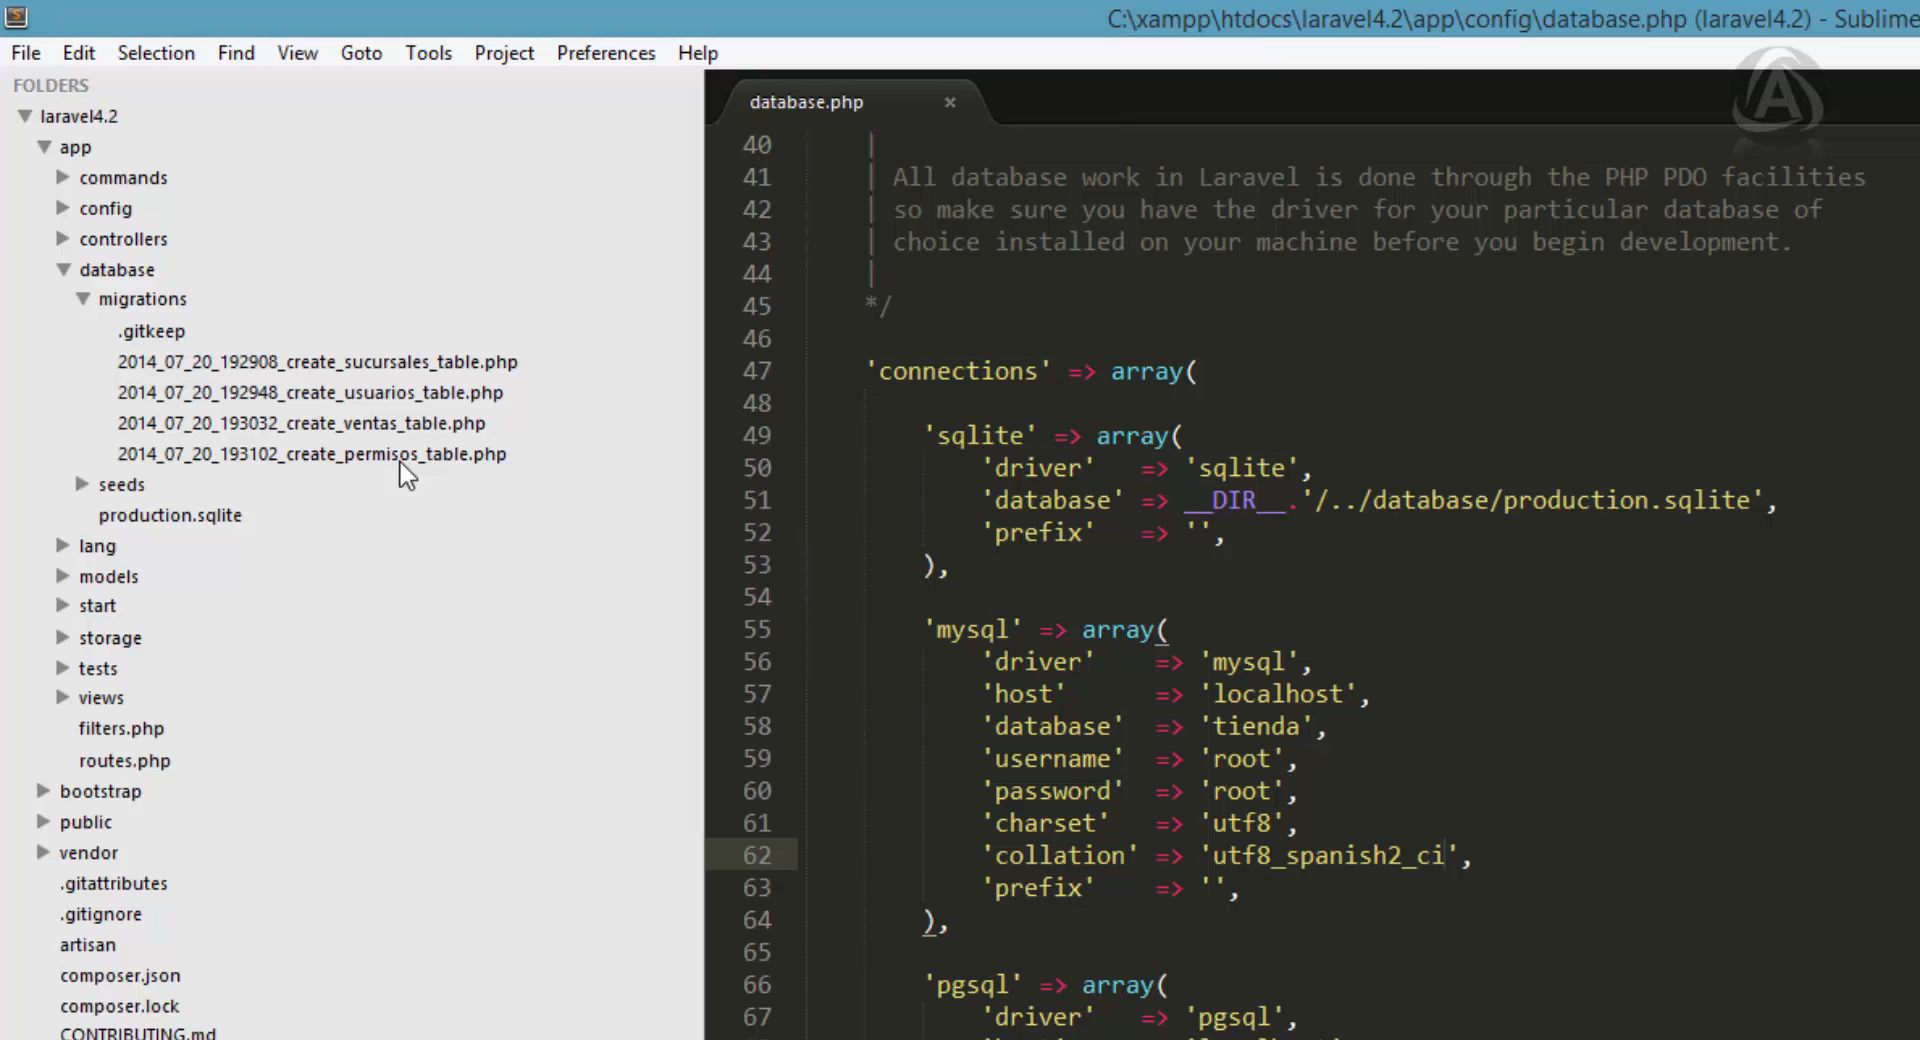 C:\xampp\htdocs\laravel4.2\app\config\database.php (laravel4.2) - Sublime
File Edit Selection Find View Goto Tools Project Preferences Help
FOLDERS
laravel4.2
app
commands
config
controllers
database
migrations
.gitkeep
2014_07_20_192908_create_sucursales_table.php
2014_07_20_192948_create_usuarios_table.php
2014_07_20_193032_create_ventas_table.php
2014_07_20_193102_create_permisos_table.php
seeds
production.sqlite
lang
models
start
storage
tests
views
filters.php
routes.php
bootstrap
public
vendor
.gitattributes
.gitignore
artisan
composer.json
composer.lock
CONTRIBUTING.md
database.php ×
40 |
41 | All database work in Laravel is done through the PHP PDO facilities
42 | so make sure you have the driver for your particular database of
43 | choice installed on your machine before you begin development.
44 |
45 */
46
47 'connections' => array(
48
49 'sqlite' => array(
50 'driver' => 'sqlite',
51 'database' => __DIR__.'/../database/production.sqlite',
52 'prefix' => '',
53 ),
54
55 'mysql' => array(
56 'driver' => 'mysql',
57 'host' => 'localhost',
58 'database' => 'tienda',
59 'username' => 'root',
60 'password' => 'root',
61 'charset' => 'utf8',
62 'collation' => 'utf8_spanish2_ci',
63 'prefix' => '',
64 ),
65
66 'pgsql' => array(
67 'driver' => 'pgsql',